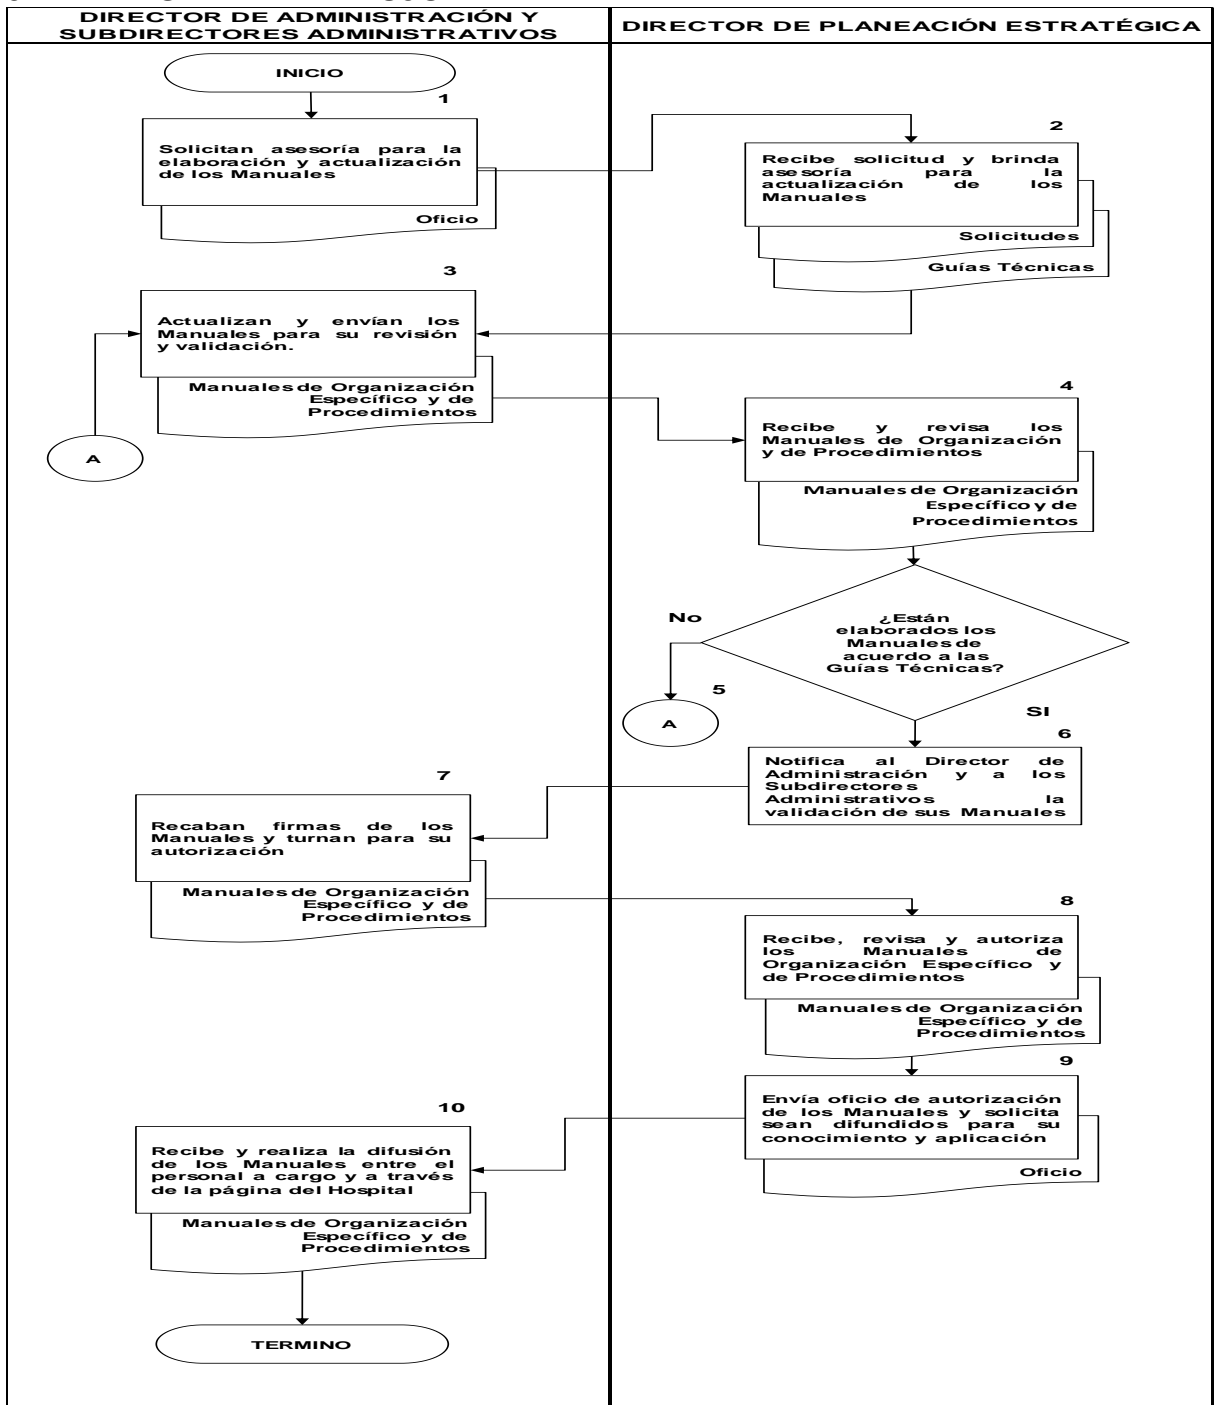 DIRECTOR DE ADMINISTRACIÓN Y
SUBDIRECTORES ADMINISTRATIVOS
DIRECTOR DE PLANEACIÓN ESTRATÉGICA
INICIO
1
Solicitan asesoría para la
elaboración y actualización
de los Manuales
Oficio
2
Recibe solicitud y brinda
asesoría para la
actualización de los
Manuales
Solicitudes
Guías Técnicas
3
Actualizan y envían los
Manuales para su revisión
y validación.
Manuales de Organización
Específico y de
Procedimientos
A
4
Recibe y revisa los
Manuales de Organización
y de Procedimientos
Manuales de Organización
Específico y de
Procedimientos
¿Están
elaborados los
Manuales de
acuerdo a las
Guías Técnicas?
No
5
A
SI
6
Notifica al Director de
Administración y a los
Subdirectores
Administrativos la
validación de sus Manuales
7
Recaban firmas de los
Manuales y turnan para su
autorización
Manuales de Organización
Específico y de
Procedimientos
8
Recibe, revisa y autoriza
los Manuales de
Organización Específico y
de Procedimientos
Manuales de Organización
Específico y de
Procedimientos
9
Envía oficio de autorización
de los Manuales y solicita
sean difundidos para su
conocimiento y aplicación
Oficio
10
Recibe y realiza la difusión
de los Manuales entre el
personal a cargo y a través
de la página del Hospital
Manuales de Organización
Específico y de
Procedimientos
TERMINO